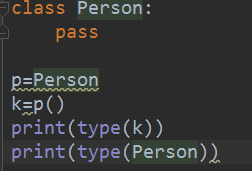 class Person:
    pass
p=Person
k=p()
print(type(k))
print(type(Person))